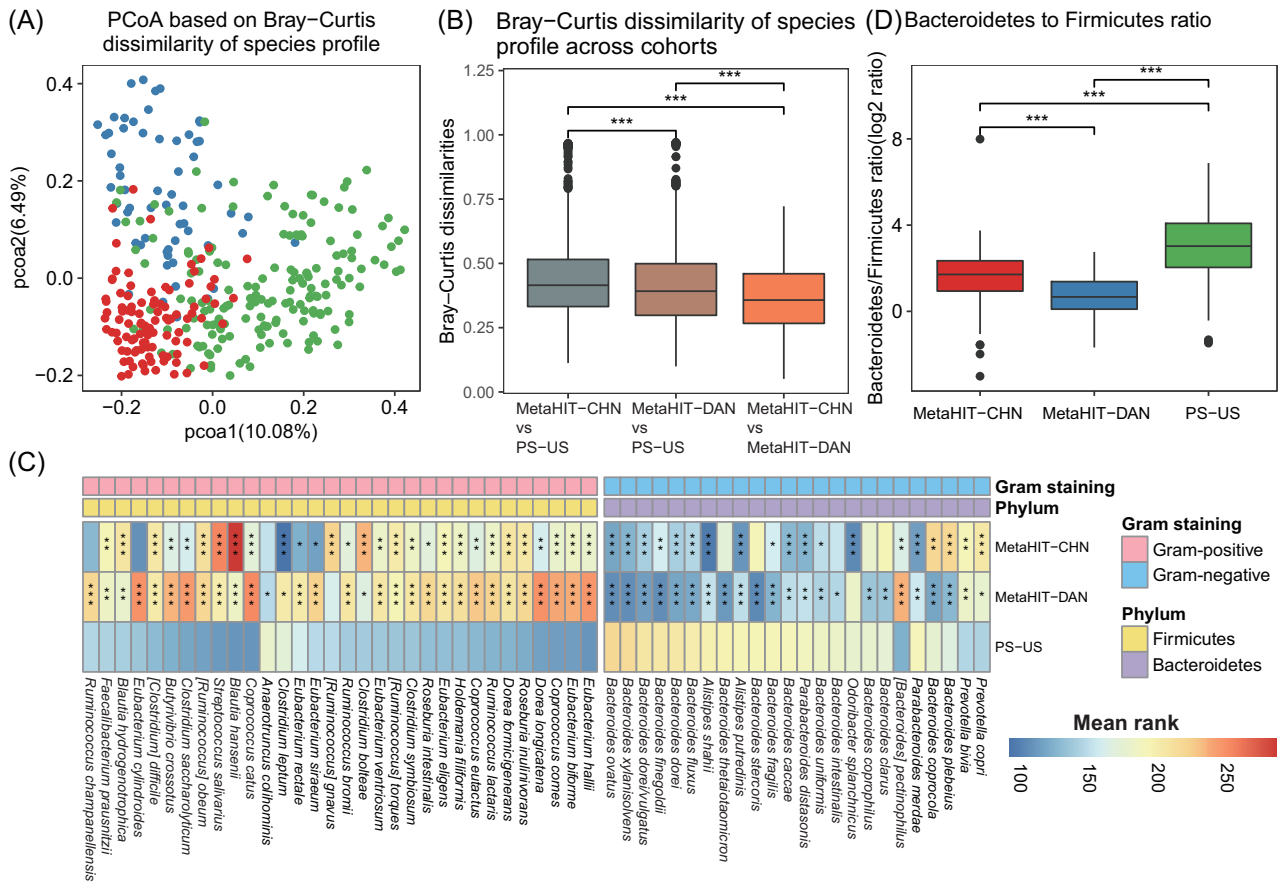 (A)
PCoA based on Bray−Curtis
dissimilarity of species profile
pcoa2(6.49%)
0.4
0.2
0.0
−0.2
−0.2
0.0
0.2
0.4
pcoa1(10.08%)
(B)
Bray−Curtis dissimilarity of species
profile across cohorts
Bray−Curtis dissimilarities
1.25
1.00
0.75
0.50
0.25
0.00
***
***
***
MetaHIT−CHN
vs
PS−US
MetaHIT−DAN
vs
PS−US
MetaHIT−CHN
vs
MetaHIT−DAN
(D)
Bacteroidetes to Firmicutes ratio
Bacteroidetes/Firmicutes ratio(log2 ratio)
8
4
0
***
***
***
MetaHIT−CHN
MetaHIT−DAN
PS−US
(C)
Gram staining
Phylum
MetaHIT−CHN
MetaHIT−DAN
PS−US
Ruminococcus champanellensis
Faecalibacterium prausnitzii
Blautia hydrogenotrophica
Eubacterium cylindroides
[Clostridium] difficile
Butyrivibrio crossotus
Clostridium saccharolyticum
[Ruminococcus] obeum
Streptococcus salivarius
Blautia hansenii
Coprococcus catus
Anaerotruncus colihominis
Clostridium leptum
Eubacterium rectale
Eubacterium siraeum
[Ruminococcus] gnavus
Ruminococcus bromii
Clostridium bolteae
Eubacterium ventriosum
[Ruminococcus] torques
Clostridium symbiosum
Roseburia intestinalis
Eubacterium eligens
Holdemania filiformis
Coprococcus eutactus
Ruminococcus lactaris
Dorea formicigenerans
Roseburia inulinivorans
Dorea longicatena
Coprococcus comes
Eubacterium biforme
Eubacterium hallii
Bacteroides ovatus
Bacteroides xylanisolvens
Bacteroides dorei/vulgatus
Bacteroides finegoldii
Bacteroides dorei
Bacteroides fluxus
Alistipes shahii
Bacteroides thetaiotaomicron
Alistipes putredinis
Bacteroides stercoris
Bacteroides fragilis
Bacteroides caccae
Parabacteroides distasonis
Bacteroides uniformis
Bacteroides intestinalis
Odoribacter splanchnicus
Bacteroides coprophilus
Bacteroides clarus
[Bacteroides] pectinophilus
Parabacteroides merdae
Bacteroides coprocola
Bacteroides plebeius
Prevotella bivia
Prevotella copri
Gram staining
Gram-positive
Gram-negative
Phylum
Firmicutes
Bacteroidetes
Mean rank
100
150
200
250